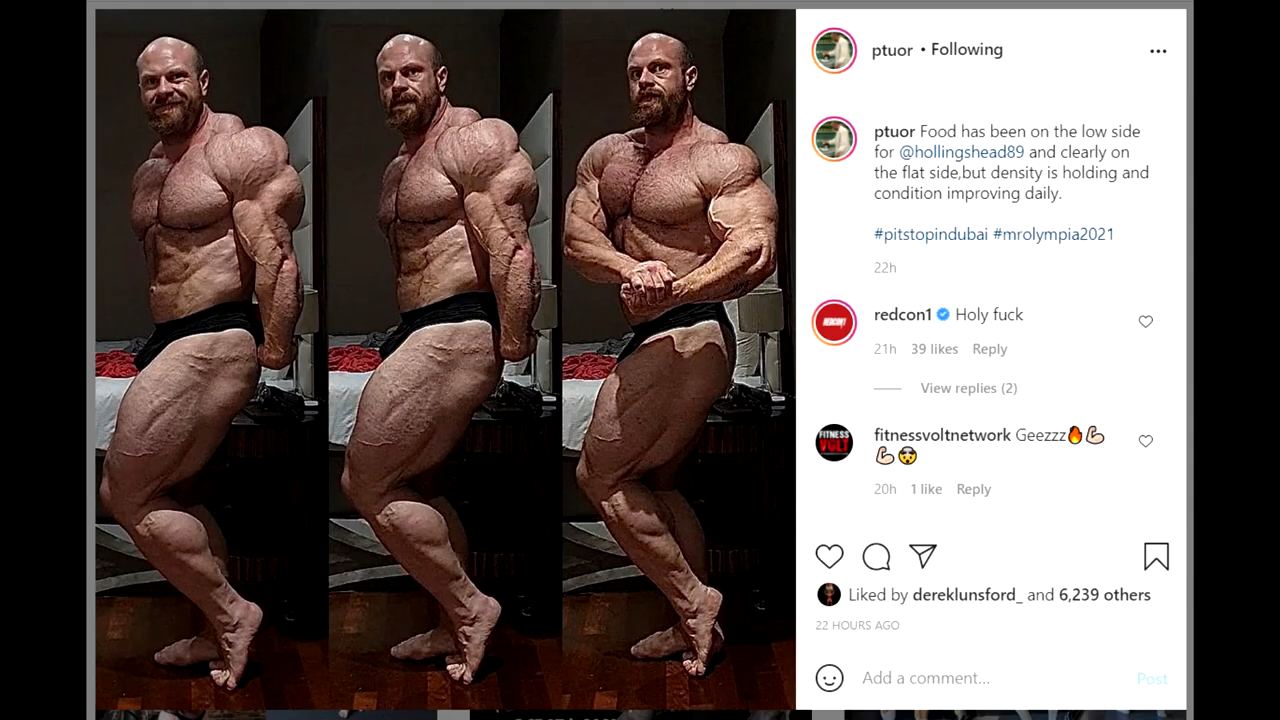 ptuor • Following
ptuor Food has been on the low side
for @hollingshead89 and clearly on
the flat side,but density is holding and
condition improving daily.
#pitstopindubai #mrolympia2021
22h
REDCON1
redcon1 Holy fuck
21h 39 likes Reply
View replies (2)
FITNESS
VOLT
fitnessvoltnetwork Geezzz🔥💪🏻
💪🏻😲
20h 1 like Reply
Liked by dereklunsford_ and 6,239 others
22 HOURS AGO
Add a comment...
Post